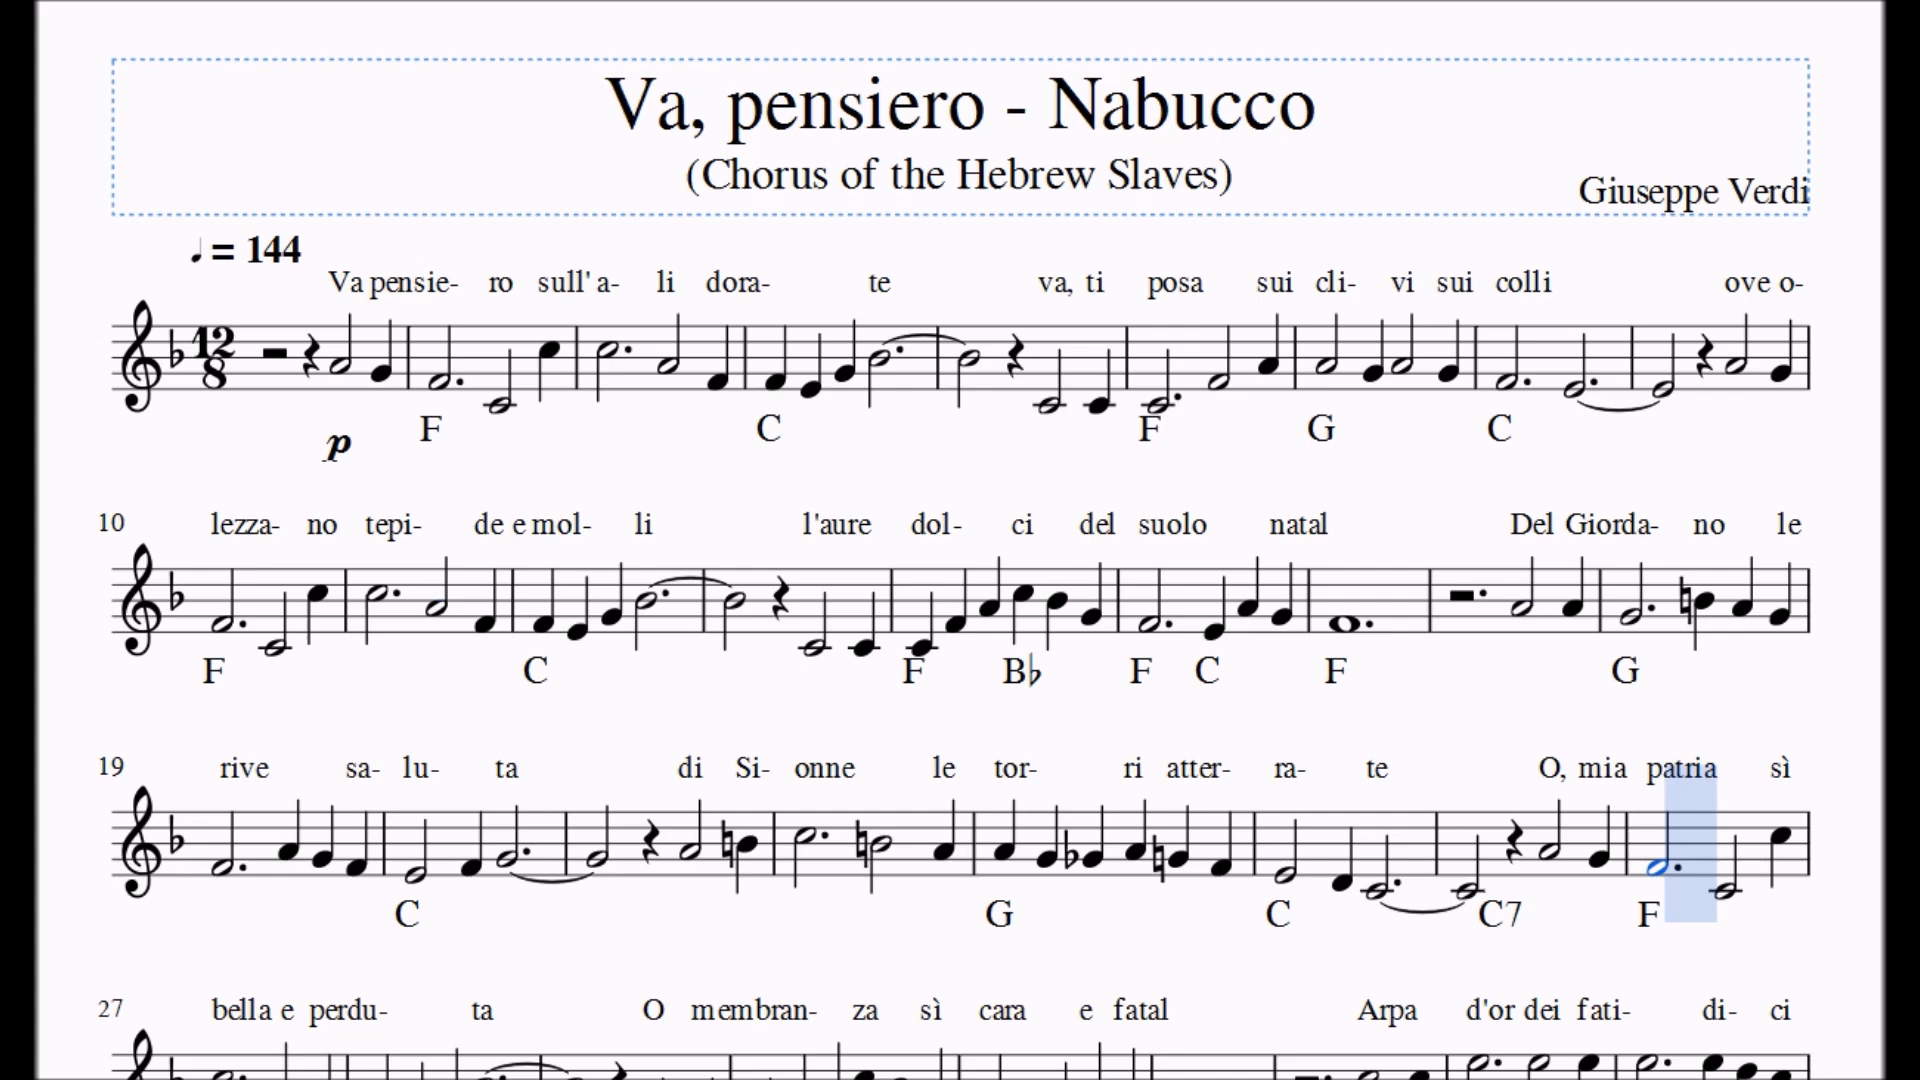 Va, pensiero - Nabucco
(Chorus of the Hebrew Slaves)
Giuseppe Verdi
♩ = 144
Va pensie- ro sull' a- li dora- te va, ti posa sui cli- vi sui colli ove o-
12
8
p F C F G C
10 lezza- no tepi- de e mol- li l'aure dol- ci del suolo natal Del Giorda- no le
F C F B♭ F C F G
19 rive sa- lu- ta di Si- onne le tor- ri atter- ra- te O, mia patria sì
C G C C7 F
27 bella e perdu- ta O membran- za sì cara e fatal Arpa d'or dei fati- di- ci